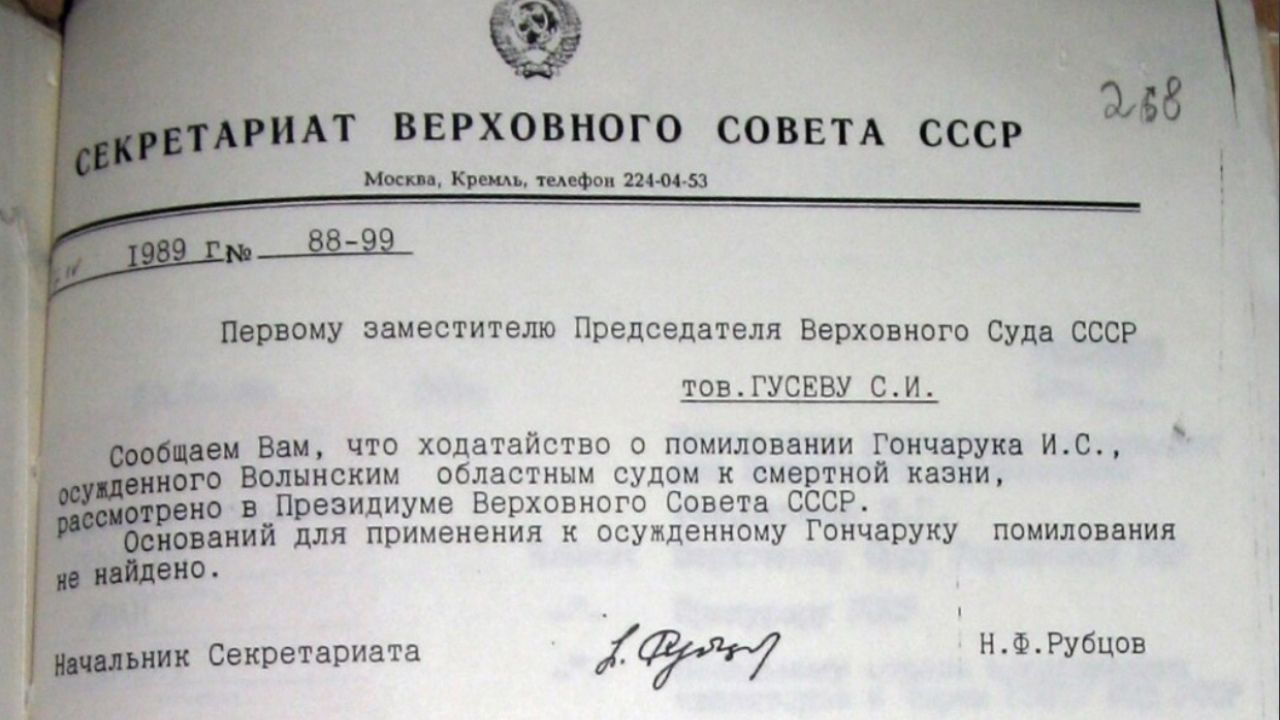 268
СЕКРЕТАРИАТ ВЕРХОВНОГО СОВЕТА СССР
Москва, Кремль, телефон 224-04-53
1989 г № 88-99
Первому заместителю Председателя Верховного Суда СССР
тов.ГУСЕВУ С.И.
Сообщаем Вам, что ходатайство о помиловании Гончарука И.С.,
осужденного Волынским областным судом к смертной казни,
рассмотрено в Президиуме Верховного Совета СССР.
Оснований для применения к осужденному Гончаруку помилования
не найдено.
Начальник Секретариата Н.Ф.Рубцов